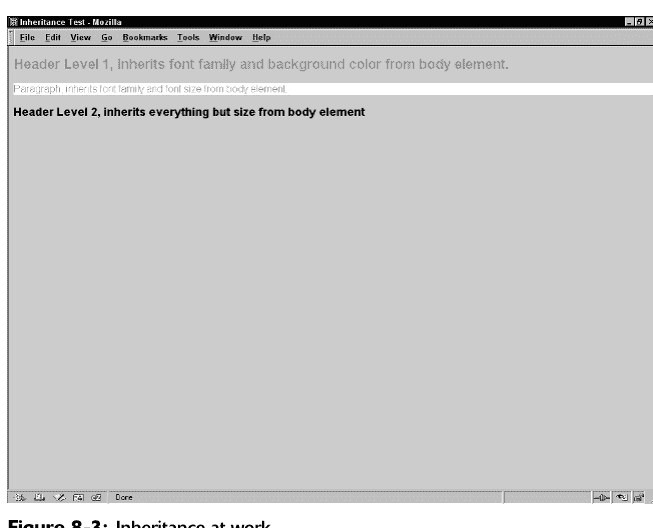 Inheritance Test - Mozilla
File Edit View Go Bookmarks Tools Window Help
Header Level 1, inherits font family and background color from body element.
Paragraph, inherits font family and font size from body element.
Header Level 2, inherits everything but size from body element
Done
Figure 8-3: Inheritance at work